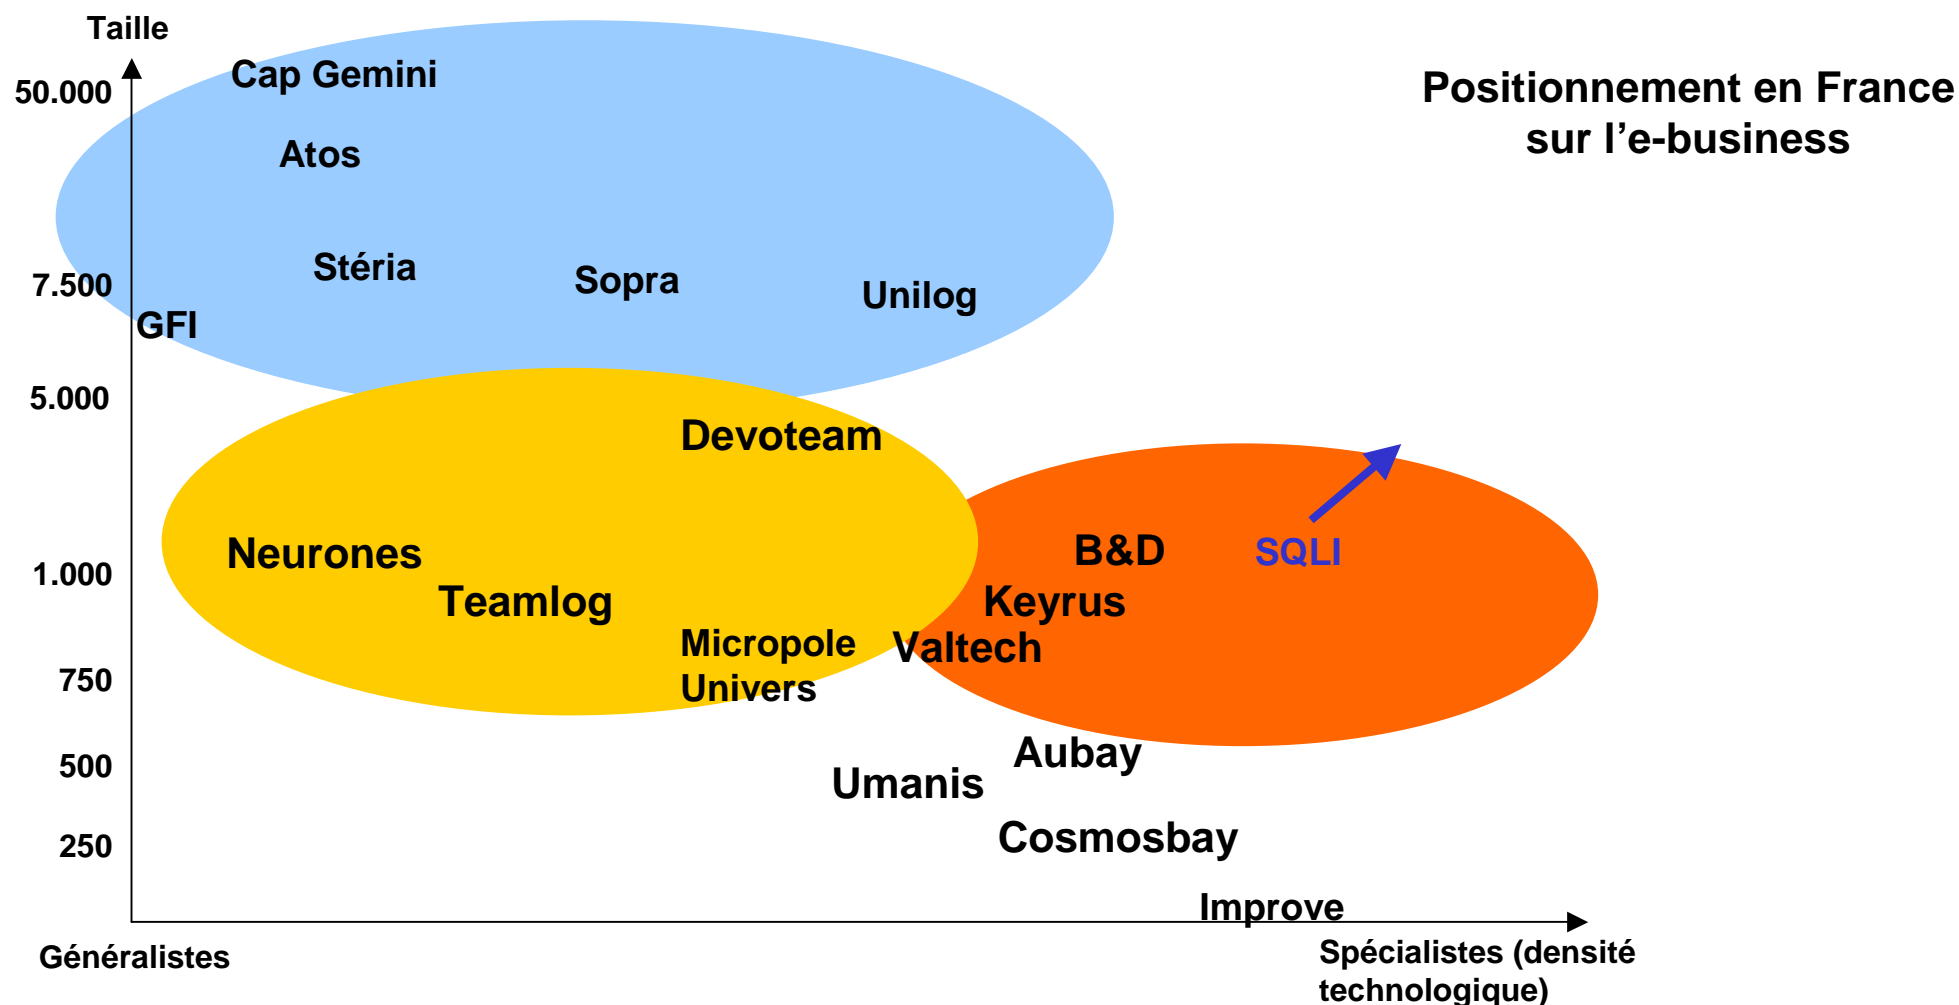 Taille
Cap Gemini
50.000
Positionnement en France
sur l’e-business
Atos
Stéria
Sopra
7.500
Unilog
GFI
5.000
Devoteam
Neurones
B&D
SQLI
1.000
Teamlog
Keyrus
Micropole
Univers
Valtech
750
Aubay
500
Umanis
Cosmosbay
250
Improve
Généralistes
Spécialistes (densité
technologique)